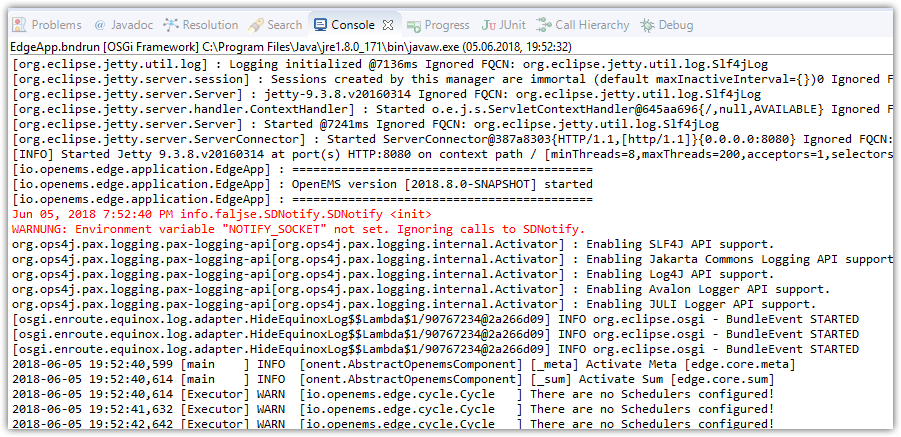 Problems Javadoc Resolution Search Console Progress JUnit Call Hierarchy Debug
EdgeApp.bndrun [OSGi Framework] C:\Program Files\Java\jre1.8.0_171\bin\javaw.exe (05.06.2018, 19:52:32)
[org.eclipse.jetty.util.log] : Logging initialized @7136ms Ignored FQCN: org.eclipse.jetty.util.log.Slf4jLog
[org.eclipse.jetty.server.session] : Sessions created by this manager are immortal (default maxInactiveInterval={})0 Ignored F
[org.eclipse.jetty.server.Server] : jetty-9.3.8.v20160314 Ignored FQCN: org.eclipse.jetty.util.log.Slf4jLog
[org.eclipse.jetty.server.handler.ContextHandler] : Started o.e.j.s.ServletContextHandler@645aa696{/,null,AVAILABLE} Ignored F
[org.eclipse.jetty.server.Server] : Started @7241ms Ignored FQCN: org.eclipse.jetty.util.log.Slf4jLog
[org.eclipse.jetty.server.ServerConnector] : Started ServerConnector@387a8303{HTTP/1.1,[http/1.1]}{0.0.0.0:8080} Ignored FQCN:
[INFO] Started Jetty 9.3.8.v20160314 at port(s) HTTP:8080 on context path / [minThreads=8,maxThreads=200,acceptors=1,selectors
[io.openems.edge.application.EdgeApp] : ==========================================
[io.openems.edge.application.EdgeApp] : OpenEMS version [2018.8.0-SNAPSHOT] started
[io.openems.edge.application.EdgeApp] : ==========================================
Jun 05, 2018 7:52:40 PM info.faljse.SDNotify.SDNotify <init>
WARNUNG: Environment variable "NOTIFY_SOCKET" not set. Ignoring calls to SDNotify.
org.ops4j.pax.logging.pax-logging-api[org.ops4j.pax.logging.internal.Activator] : Enabling SLF4J API support.
org.ops4j.pax.logging.pax-logging-api[org.ops4j.pax.logging.internal.Activator] : Enabling Jakarta Commons Logging API support
org.ops4j.pax.logging.pax-logging-api[org.ops4j.pax.logging.internal.Activator] : Enabling Log4J API support.
org.ops4j.pax.logging.pax-logging-api[org.ops4j.pax.logging.internal.Activator] : Enabling Avalon Logger API support.
org.ops4j.pax.logging.pax-logging-api[org.ops4j.pax.logging.internal.Activator] : Enabling JULI Logger API support.
[osgi.enroute.equinox.log.adapter.HideEquinoxLog$$Lambda$1/90767234@2a266d09] INFO org.eclipse.osgi - BundleEvent STARTED
[osgi.enroute.equinox.log.adapter.HideEquinoxLog$$Lambda$1/90767234@2a266d09] INFO org.eclipse.osgi - BundleEvent STARTED
[osgi.enroute.equinox.log.adapter.HideEquinoxLog$$Lambda$1/90767234@2a266d09] INFO org.eclipse.osgi - BundleEvent STARTED
2018-06-05 19:52:40,599 [main    ] INFO  [onent.AbstractOpenemsComponent] [_meta] Activate Meta [edge.core.meta]
2018-06-05 19:52:40,614 [main    ] INFO  [onent.AbstractOpenemsComponent] [_sum] Activate Sum [edge.core.sum]
2018-06-05 19:52:40,614 [Executor] WARN  [io.openems.edge.cycle.Cycle   ] There are no Schedulers configured!
2018-06-05 19:52:41,632 [Executor] WARN  [io.openems.edge.cycle.Cycle   ] There are no Schedulers configured!
2018-06-05 19:52:42,642 [Executor] WARN  [io.openems.edge.cycle.Cycle   ] There are no Schedulers configured!